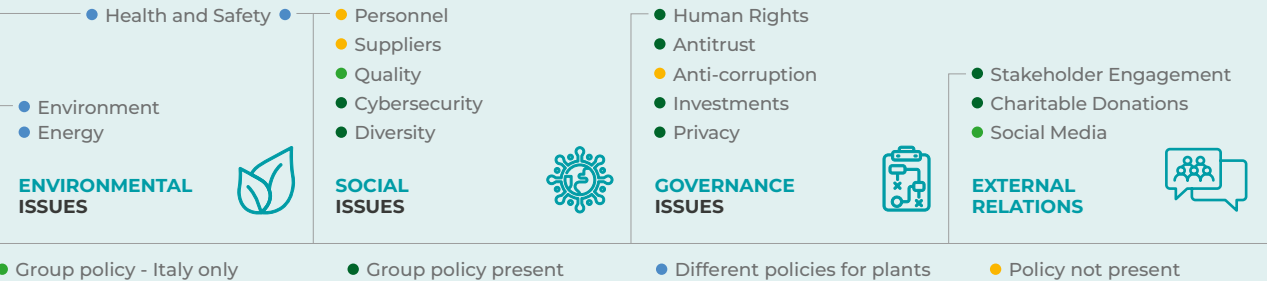 Health and Safety
Environment
Energy
ENVIRONMENTAL
ISSUES
Personnel
Suppliers
Quality
Cybersecurity
Diversity
SOCIAL
ISSUES
Human Rights
Antitrust
Anti-corruption
Investments
Privacy
GOVERNANCE
ISSUES
Stakeholder Engagement
Charitable Donations
Social Media
EXTERNAL
RELATIONS
Group policy - Italy only
Group policy present
Different policies for plants
Policy not present